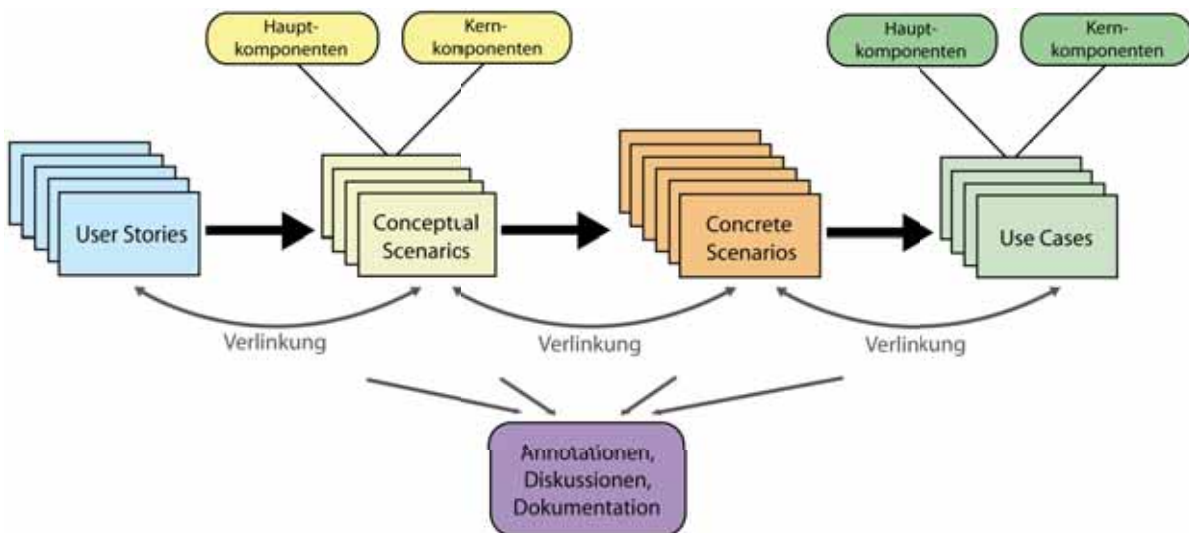 Haupt-
komponenten
Kern-
komponenten
Haupt-
komponenten
Kern-
komponenten
User Stories
Conceptual
Scenarics
Concrete
Scenarios
Use Cases
Verlinkung
Verlinkung
Verlinkung
Annotationen,
Diskussionen,
Dokumentation